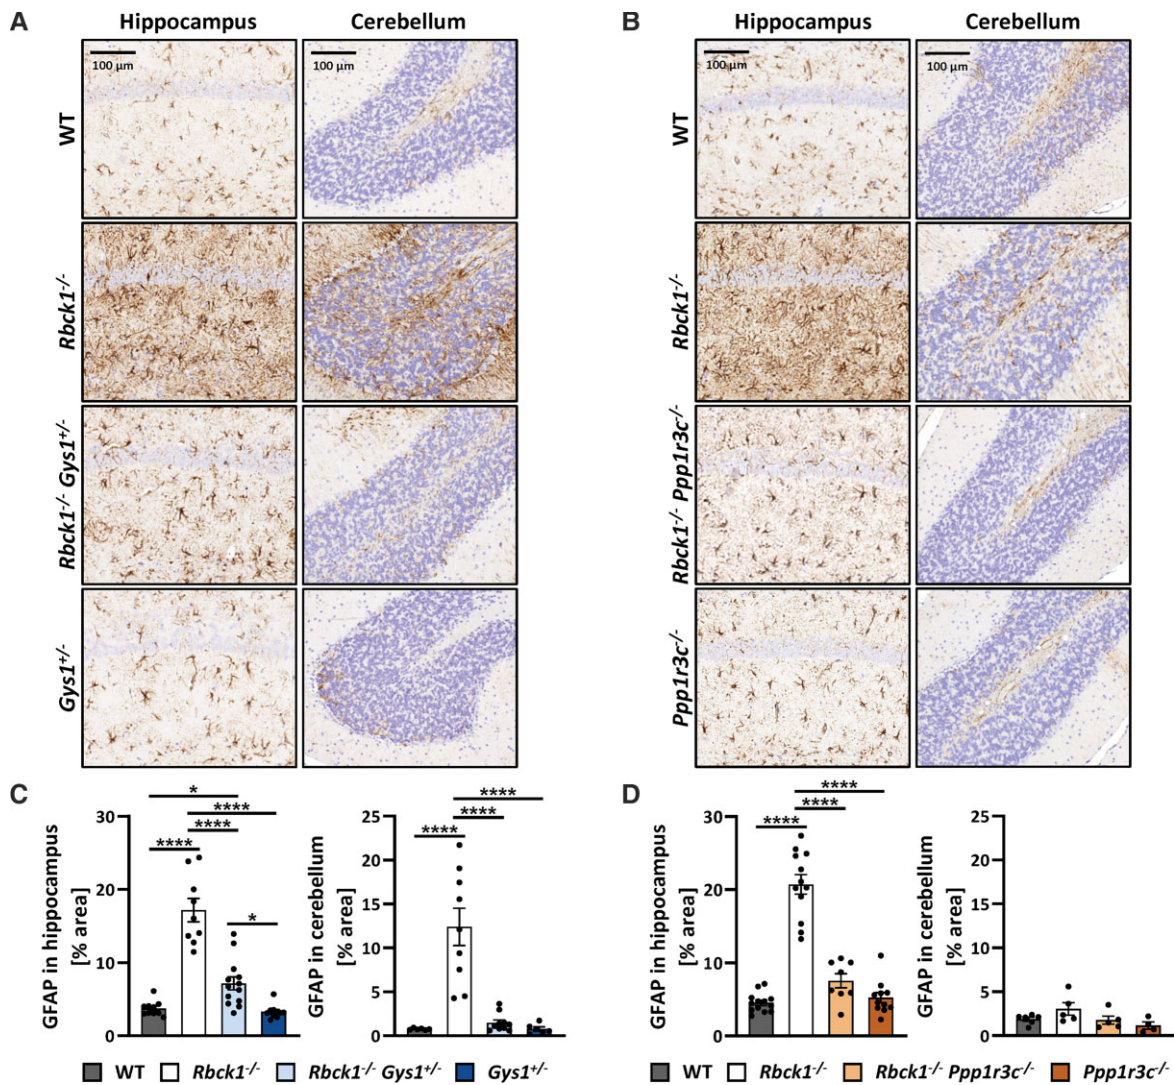 A
Hippocampus
Cerebellum
100 µm
100 µm
WT
Rbck1-/-
Rbck1-/- Gys1+/-
Gys1+/-
B
Hippocampus
Cerebellum
100 µm
100 µm
WT
Rbck1-/-
Rbck1-/- Ppp1r3c-/-
Ppp1r3c-/-
C
GFAP in hippocampus
[% area]
30
20
10
0
*
****
****
****
*
GFAP in cerebellum
[% area]
25
20
15
10
5
0
****
****
****
WT
Rbck1-/-
Rbck1-/- Gys1+/-
Gys1+/-
D
GFAP in hippocampus
[% area]
30
20
10
0
****
****
****
GFAP in cerebellum
[% area]
25
20
15
10
5
0
WT
Rbck1-/-
Rbck1-/- Ppp1r3c-/-
Ppp1r3c-/-